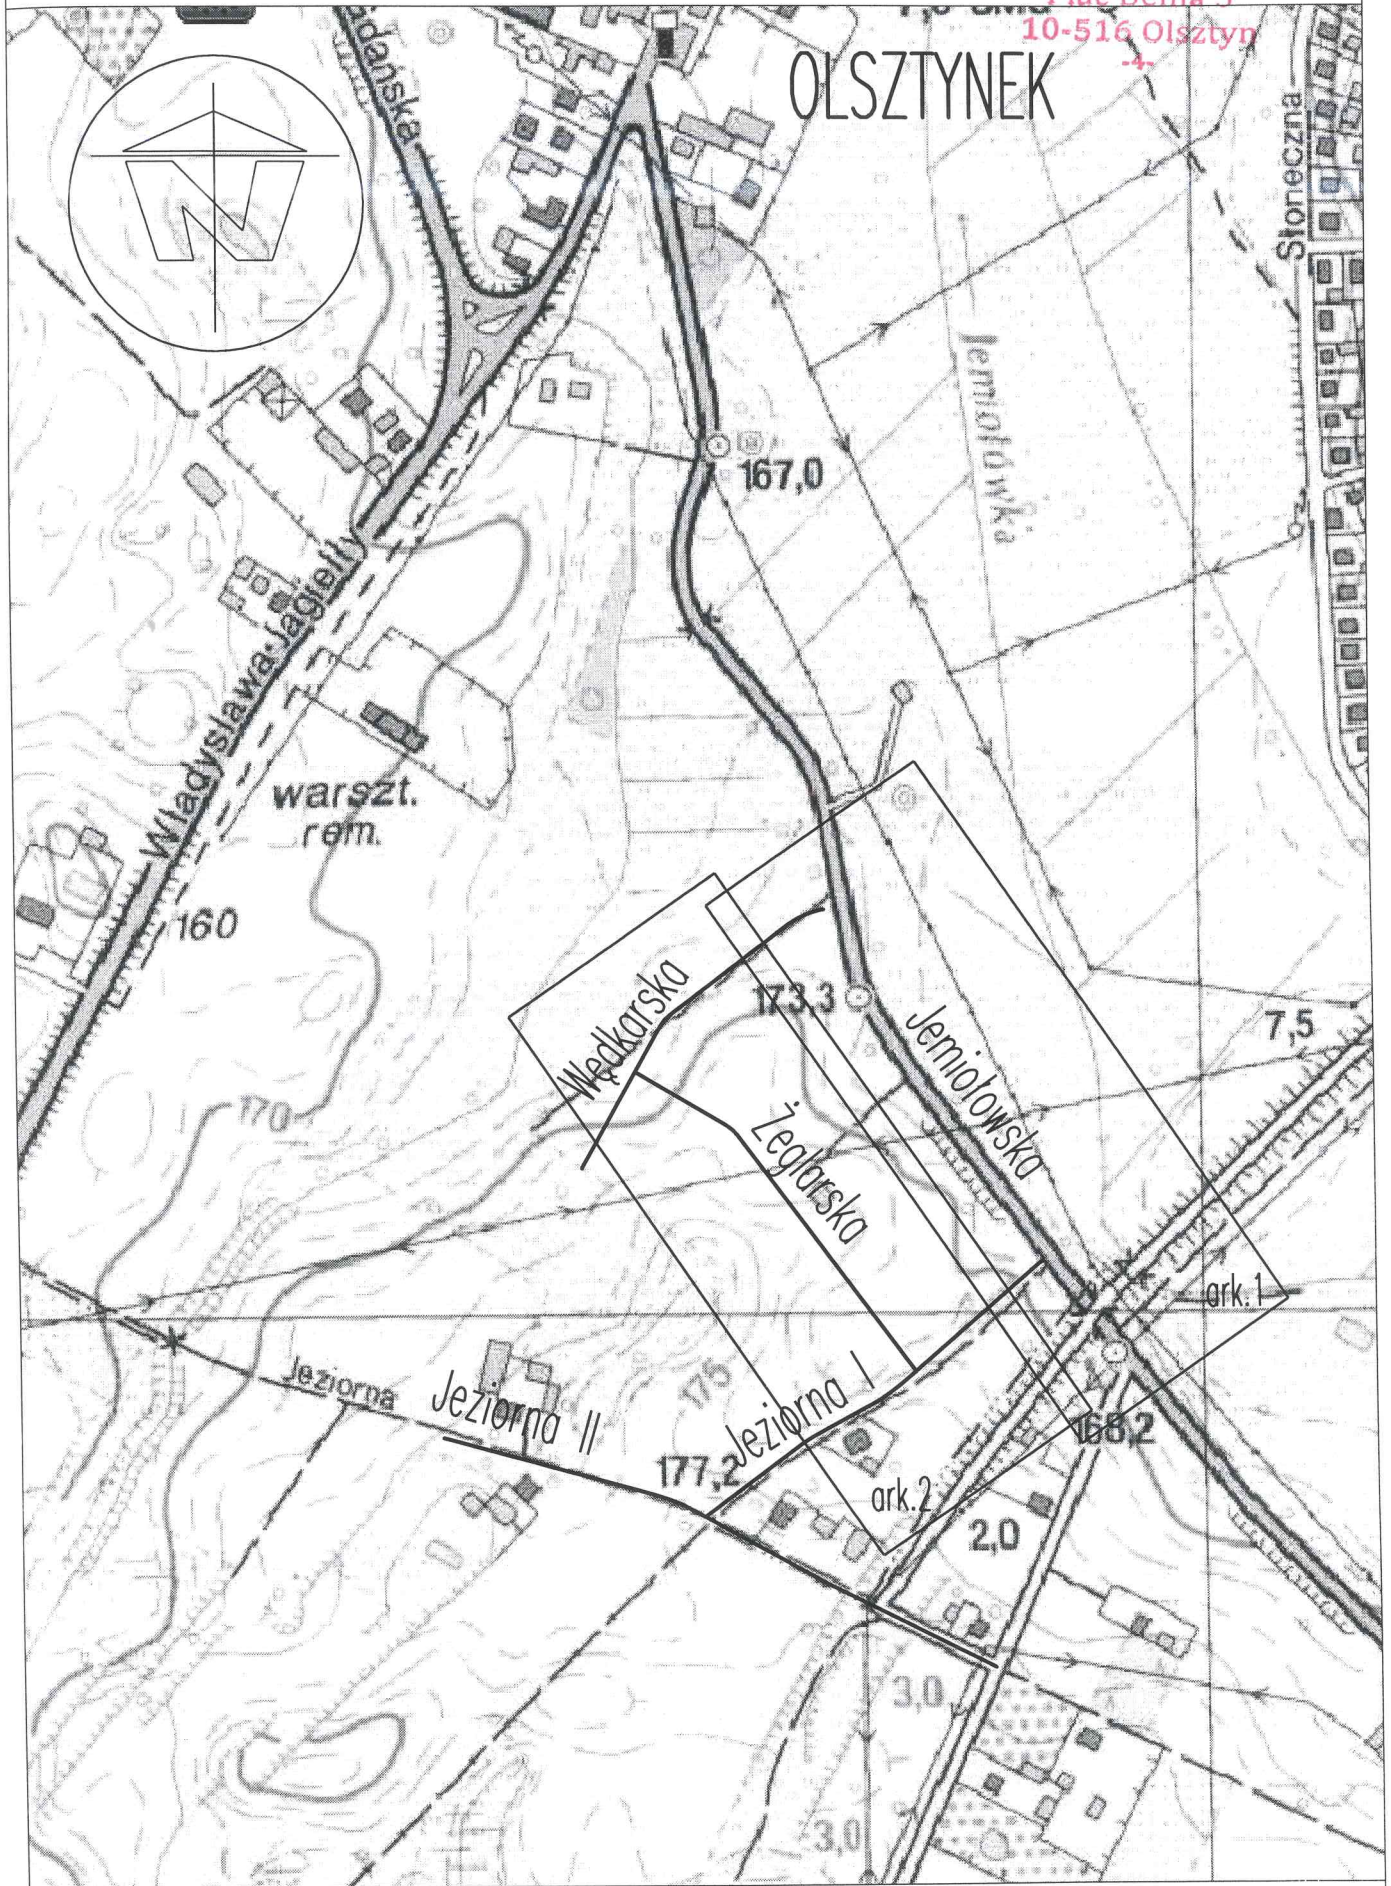 10-516 Olsztyn
-4-
OLSZTYNEK
N
Słoneczna
Jemiołówka
167,0
Władysława Jagiełły
warszt.
rem.
160
Wędkarska
173,3
Jemiołowska
7,5
170
Żeglarska
ark.1
Jeziorna
Jeziorna II
175
Jeziorna I
168,2
177,2
ark.2
2,0
3,0
3,0